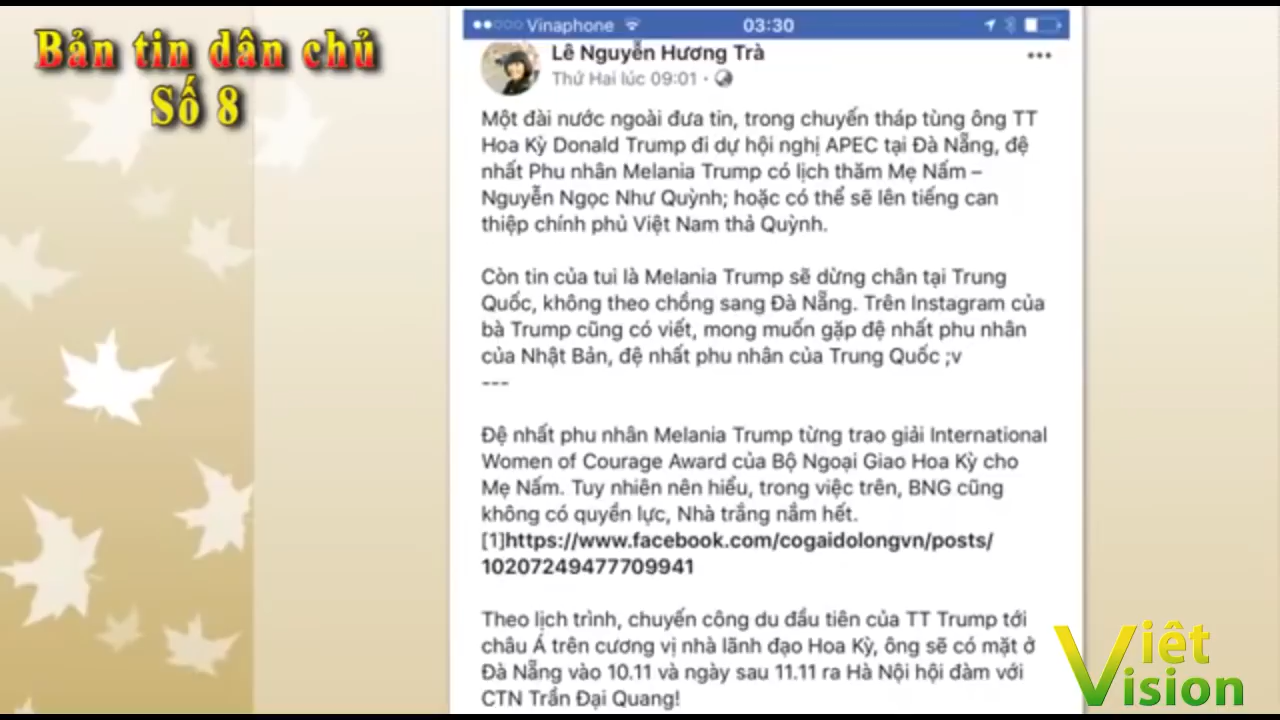 Bản tin dân chủ
Số 8
Vinaphone
03:30
Lê Nguyễn Hương Trà
Thứ Hai lúc 09:01 ·
Một đài nước ngoài đưa tin, trong chuyến tháp tùng ông TT
Hoa Kỳ Donald Trump đi dự hội nghị APEC tại Đà Nẵng, đệ
nhất Phu nhân Melania Trump có lịch thăm Mẹ Nấm –
Nguyễn Ngọc Như Quỳnh; hoặc có thể sẽ lên tiếng can
thiệp chính phủ Việt Nam thả Quỳnh.
Còn tin của tui là Melania Trump sẽ dừng chân tại Trung
Quốc, không theo chồng sang Đà Nẵng. Trên Instagram của
bà Trump cũng có viết, mong muốn gặp đệ nhất phu nhân
của Nhật Bản, đệ nhất phu nhân của Trung Quốc ;v
---
Đệ nhất phu nhân Melania Trump từng trao giải International
Women of Courage Award của Bộ Ngoại Giao Hoa Kỳ cho
Mẹ Nấm. Tuy nhiên nên hiểu, trong việc trên, BNG cũng
không có quyền lực, Nhà trắng nắm hết.
[1]https://www.facebook.com/cogaidolongvn/posts/
10207249477709941
Theo lịch trình, chuyến công du đầu tiên của TT Trump tới
châu Á trên cương vị nhà lãnh đạo Hoa Kỳ, ông sẽ có mặt ở
Đà Nẵng vào 10.11 và ngày sau 11.11 ra Hà Nội hội đàm với
CTN Trần Đại Quang!
Việt
Vision